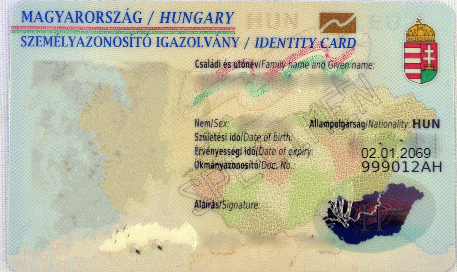 MAGYARORSZÁG / HUNGARY HUN
SZEMÉLYAZONOSÍTÓ IGAZOLVÁNY / IDENTITY CARD
Családi és utónév/Family name and Given name:
Nem/Sex: Állampolgárság/Nationality: HUN
Születési idő/Date of birth:
Érvényességi idő/Date of expiry: 02.01.2069
Okmányazonosító/Doc. No.: 999012AH
Aláírás/Signature:
SPECIMEN